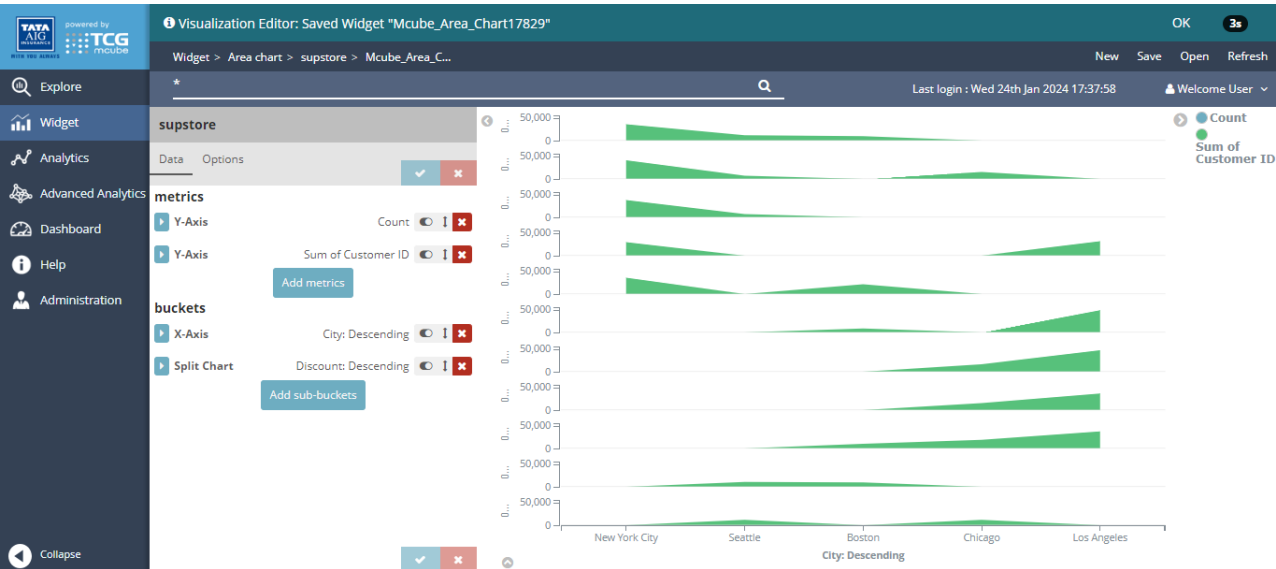 TATA
AIG
INSURANCE
WITH YOU ALWAYS
powered by
TCG
mcube
Visualization Editor: Saved Widget "Mcube_Area_Chart17829"
OK 3s
Widget > Area chart > supstore > Mcube_Area_C...
New Save Open Refresh
*
Last login : Wed 24th Jan 2024 17:37:58
Welcome User
Explore
Widget
Analytics
Advanced Analytics
Dashboard
Help
Administration
Collapse
supstore
Data Options
metrics
Y-Axis Count
Y-Axis Sum of Customer ID
Add metrics
buckets
X-Axis City: Descending
Split Chart Discount: Descending
Add sub-buckets
50,000
0
50,000
0
50,000
0
50,000
0
50,000
0
50,000
0
50,000
0
50,000
0
50,000
0
50,000
0
50,000
0
New York City Seattle Boston Chicago Los Angeles
City: Descending
Count
Sum of
Customer ID